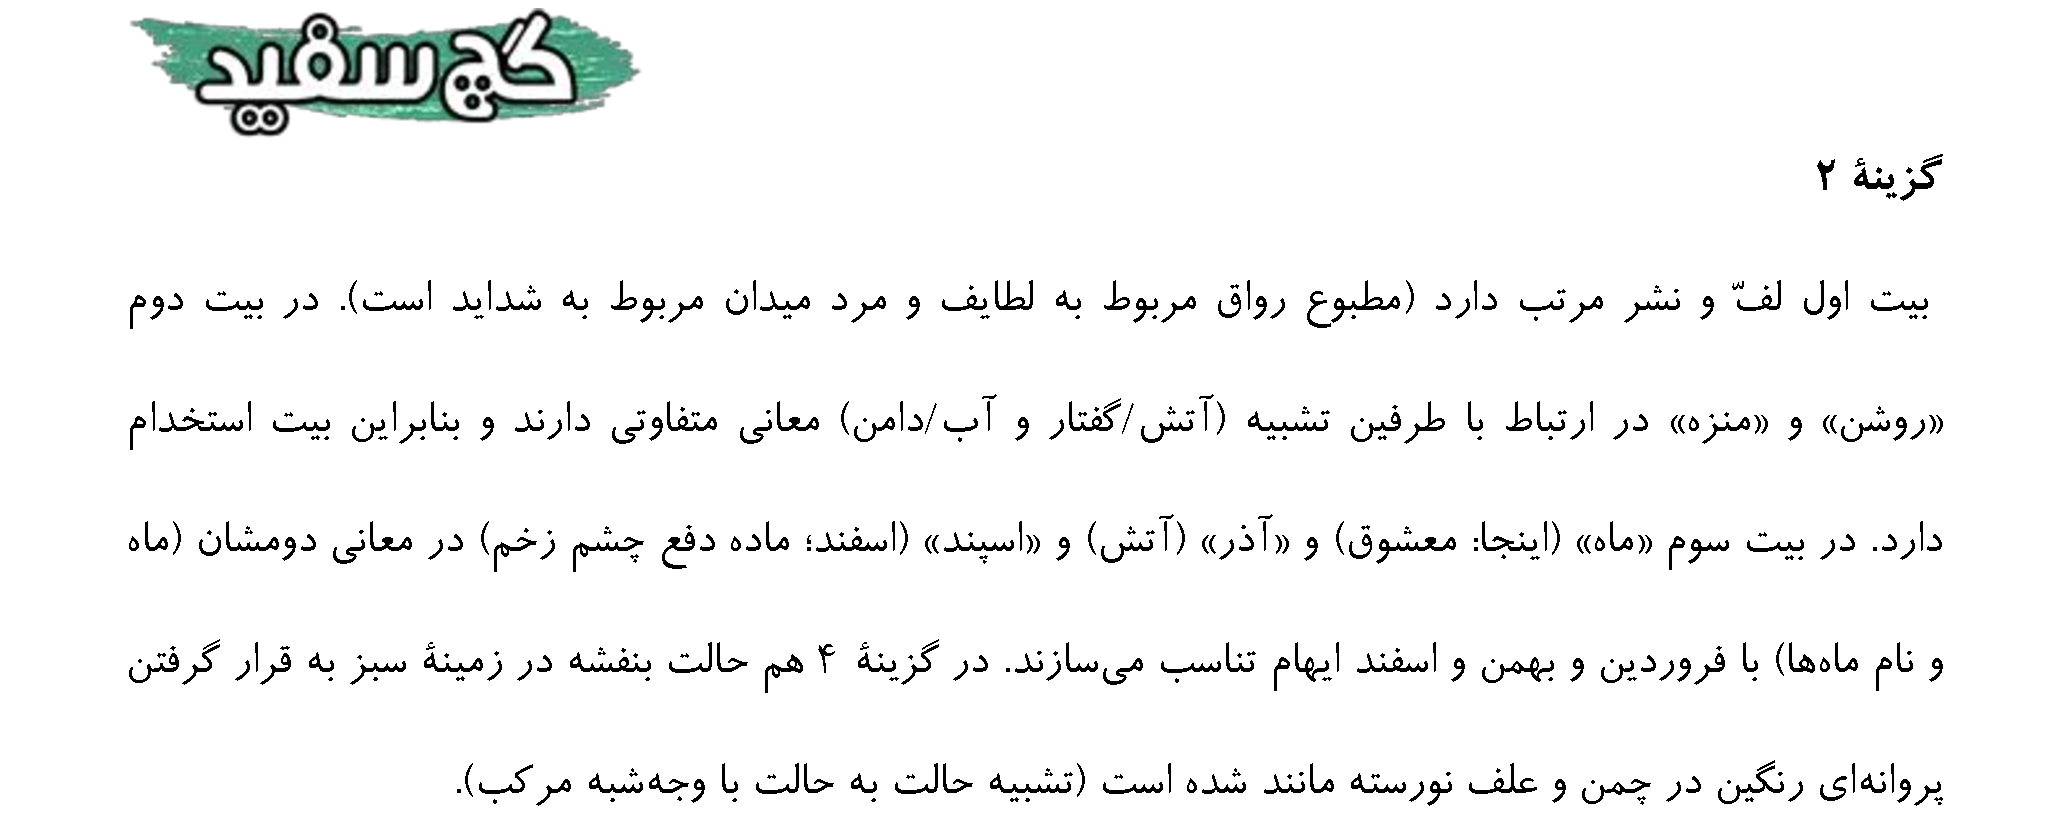 گچ سفید
گزینهٔ ۲
بیت اول لفّ و نشر مرتب دارد (مطبوع رواق مربوط به لطایف و مرد میدان مربوط به شداید است). در بیت دوم
«روشن» و «منزه» در ارتباط با طرفین تشبیه (آتش/گفتار و آب/دامن) معانی متفاوتی دارند و بنابراین بیت استخدام
دارد. در بیت سوم «ماه» (اینجا: معشوق) و «آذر» (آتش) و «اسپند» (اسفند؛ ماده دفع چشم زخم) در معانی دومشان (ماه
و نام ماه‌ها) با فروردین و بهمن و اسفند ایهام تناسب می‌سازند. در گزینهٔ ۴ هم حالت بنفشه در زمینهٔ سبز به قرار گرفتن
پروانه‌ای رنگین در چمن و علف نورسته مانند شده است (تشبیه حالت به حالت با وجه‌شبه مرکب).